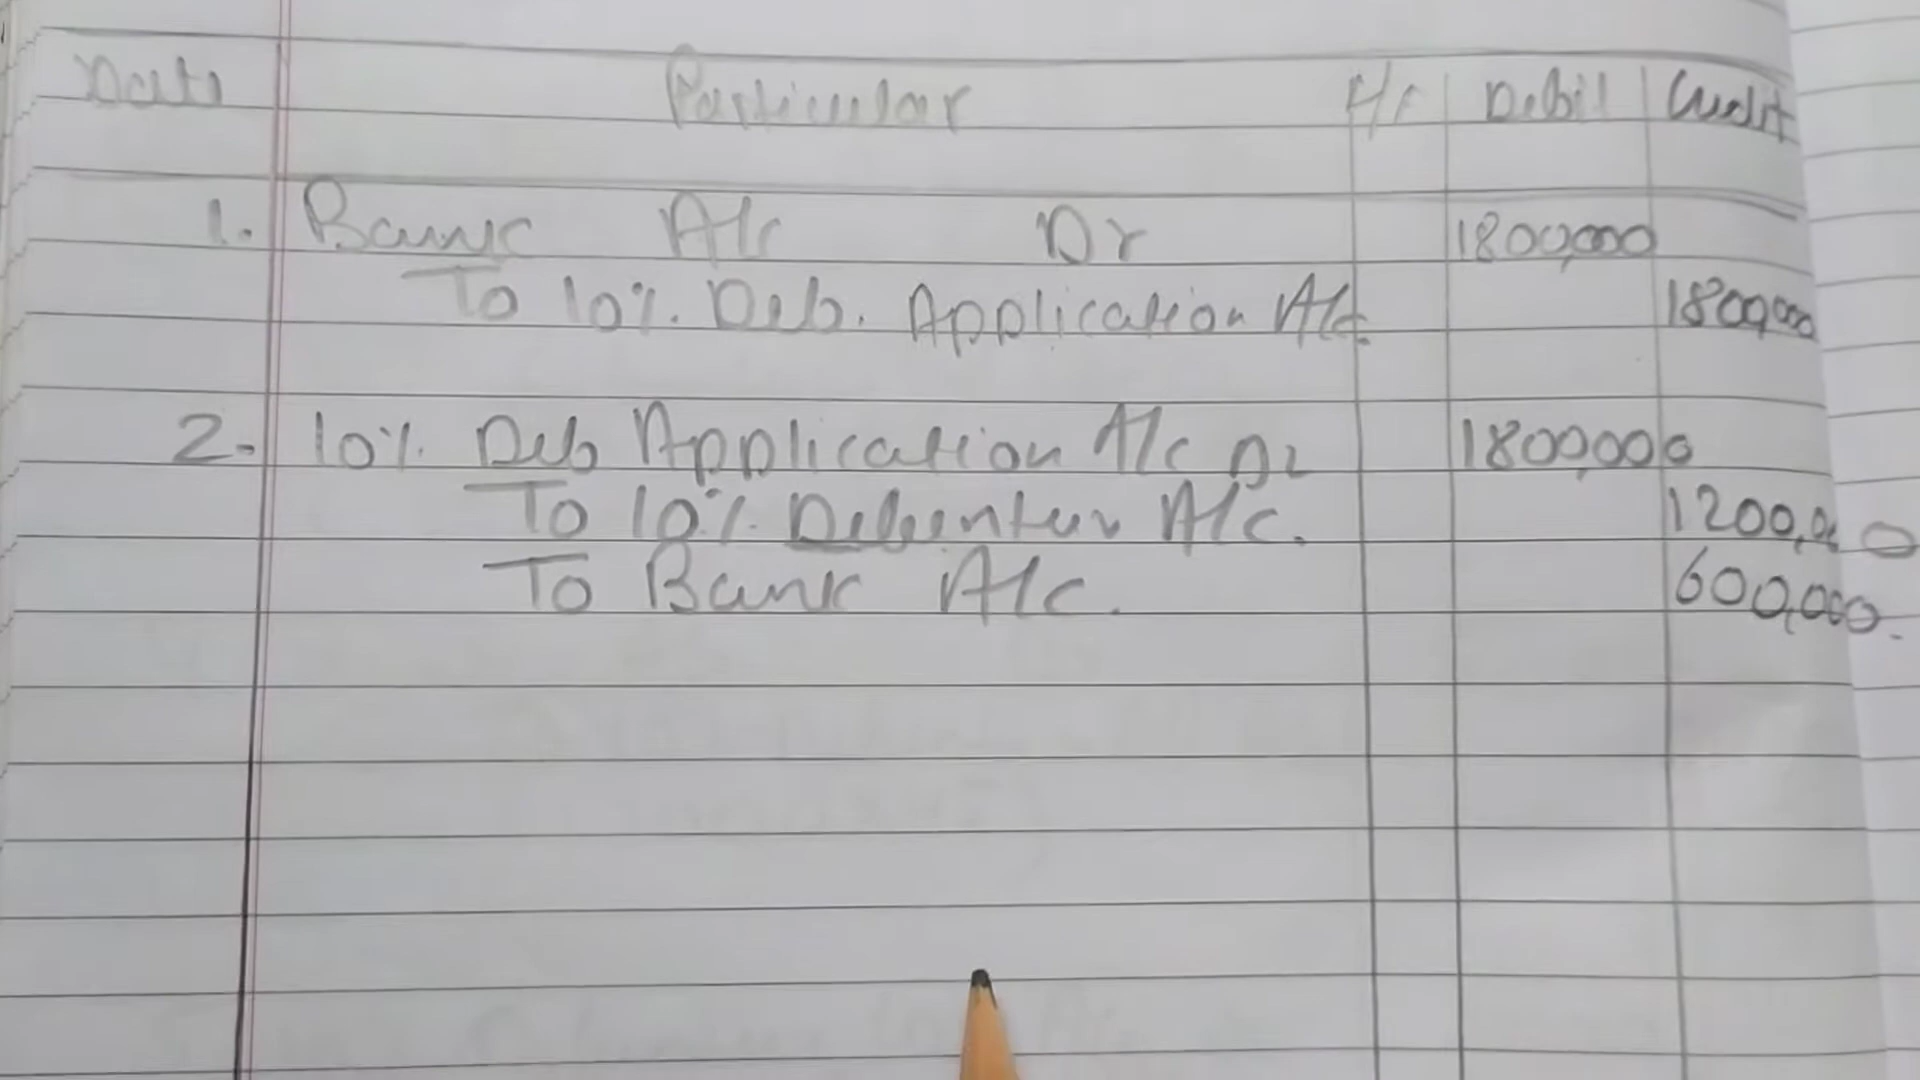 Date Particular L/F Debit Credit
1. Bank A/c Dr 1800,000
To 10%. Deb. Application A/c 1800,000
2. 10%. Deb Application A/c Dr 1800,000
To 10%. Debenture A/c. 1200,000
To Bank A/c. 600,000.